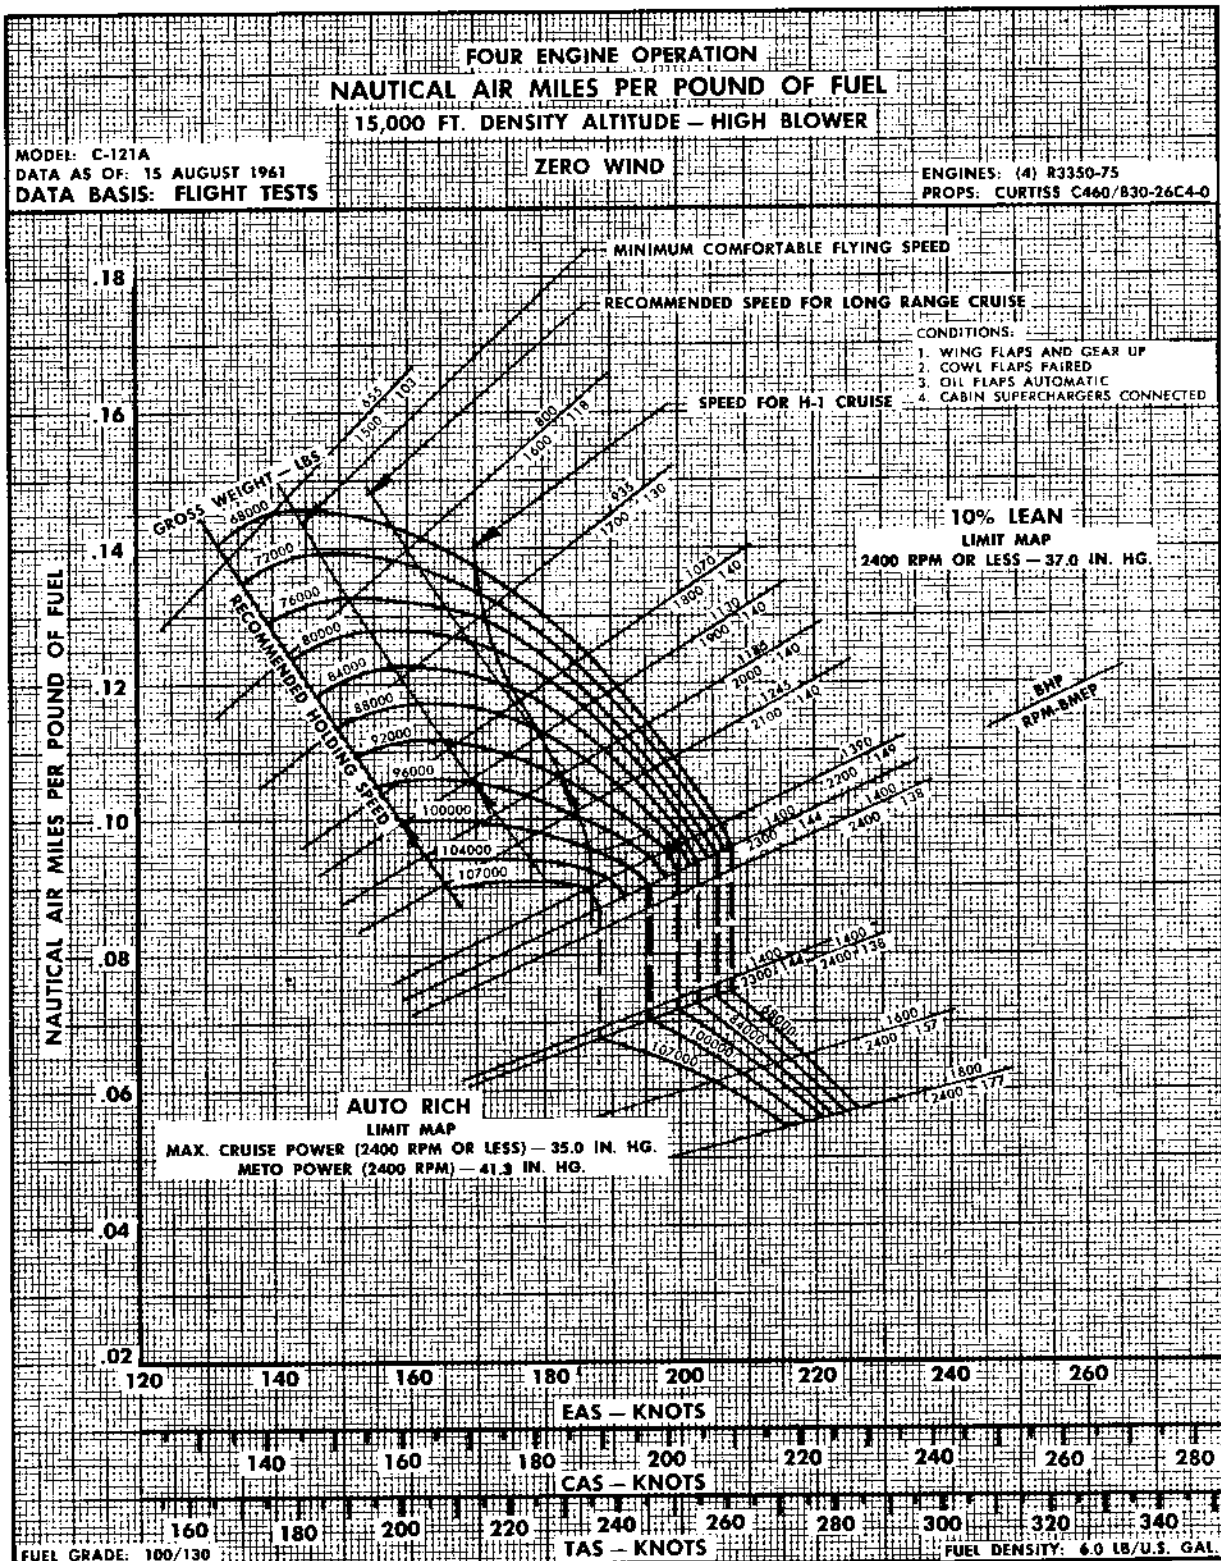 FOUR ENGINE OPERATION
NAUTICAL AIR MILES PER POUND OF FUEL
15,000 FT. DENSITY ALTITUDE — HIGH BLOWER
ZERO WIND
MODEL: C-121A
DATA AS OF: 15 AUGUST 1961
DATA BASIS: FLIGHT TESTS
ENGINES: (4) R3350-75
PROPS: CURTISS C460/830-26C4-0
MINIMUM COMFORTABLE FLYING SPEED
RECOMMENDED SPEED FOR LONG RANGE CRUISE
SPEED FOR H-1 CRUISE
CONDITIONS:
1. WING FLAPS AND GEAR UP
2. COWL FLAPS FAIRED
3. OIL FLAPS AUTOMATIC
4. CABIN SUPERCHARGERS CONNECTED
10% LEAN
LIMIT MAP
2400 RPM OR LESS — 37.0 IN. HG.
BHP
RPM-BMEP
GROSS WEIGHT — LBS
RECOMMENDED HOLDING SPEED
68000
72000
76000
80000
84000
88000
92000
96000
100000
104000
107000
655
1500 - 103
800
1600 - 118
935
1700 - 130
1070
1800 - 140
1130
1900 - 140
1185
2000 - 140
1245
2100 - 140
1390
2200 - 149
1400
2300 - 144
1400
2400 - 138
1400
2300 - 144
1400
2400 - 138
1600
2400 - 157
1800
2400 - 177
68000
84000
100000
107000
AUTO RICH
LIMIT MAP
MAX. CRUISE POWER (2400 RPM OR LESS) — 35.0 IN. HG.
METO POWER (2400 RPM) — 41.3 IN. HG.
NAUTICAL AIR MILES PER POUND OF FUEL
.18
.16
.14
.12
.10
.08
.06
.04
.02
120 140 160 180 200 220 240 260
EAS — KNOTS
140 160 180 200 220 240 260 280
CAS — KNOTS
160 180 200 220 240 260 280 300 320 340
TAS — KNOTS
FUEL GRADE: 100/130
FUEL DENSITY: 6.0 LB/U.S. GAL.